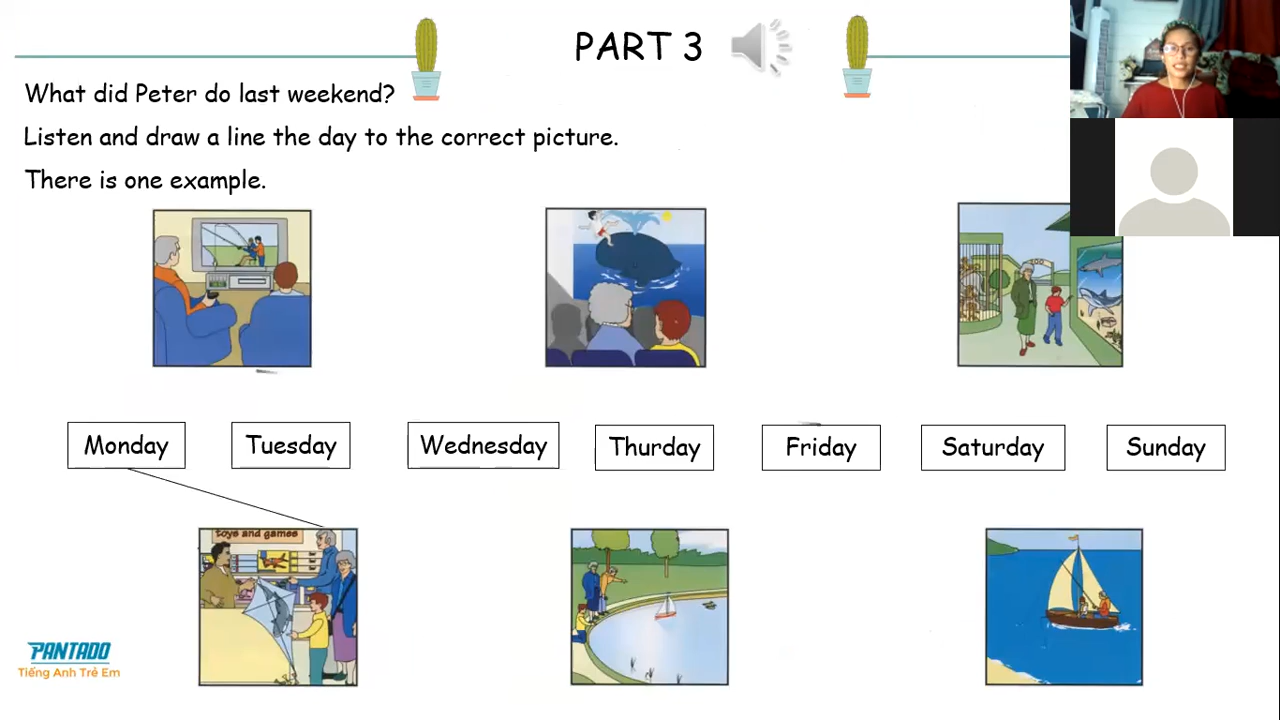 PART 3
What did Peter do last weekend?
Listen and draw a line the day to the correct picture.
There is one example.
ZOO
Monday
Tuesday
Wednesday
Thurday
Friday
Saturday
Sunday
toys and games
PANTADO
Tiếng Anh Trẻ Em